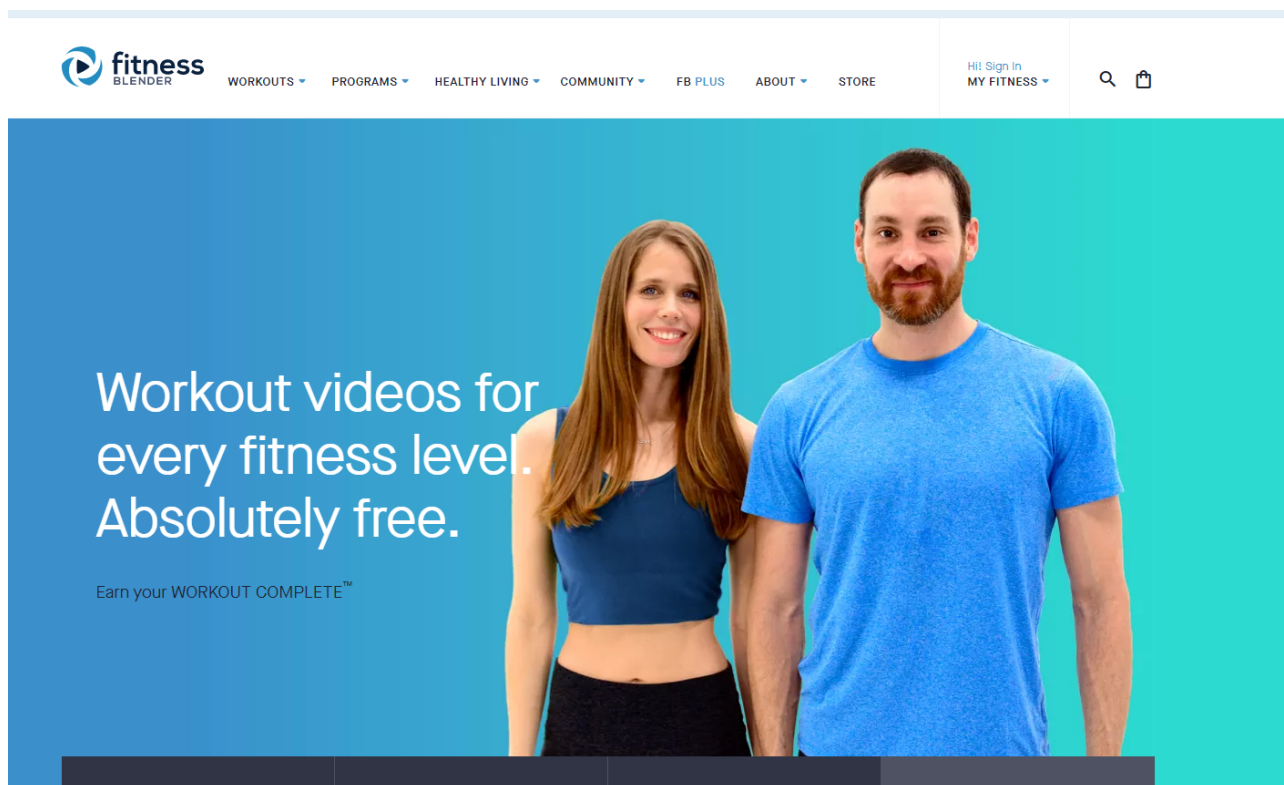 fitness
BLENDER
WORKOUTS
PROGRAMS
HEALTHY LIVING
COMMUNITY
FB PLUS
ABOUT
STORE
Hi! Sign In
MY FITNESS
Workout videos for
every fitness level.
Absolutely free.
Earn your WORKOUT COMPLETE™